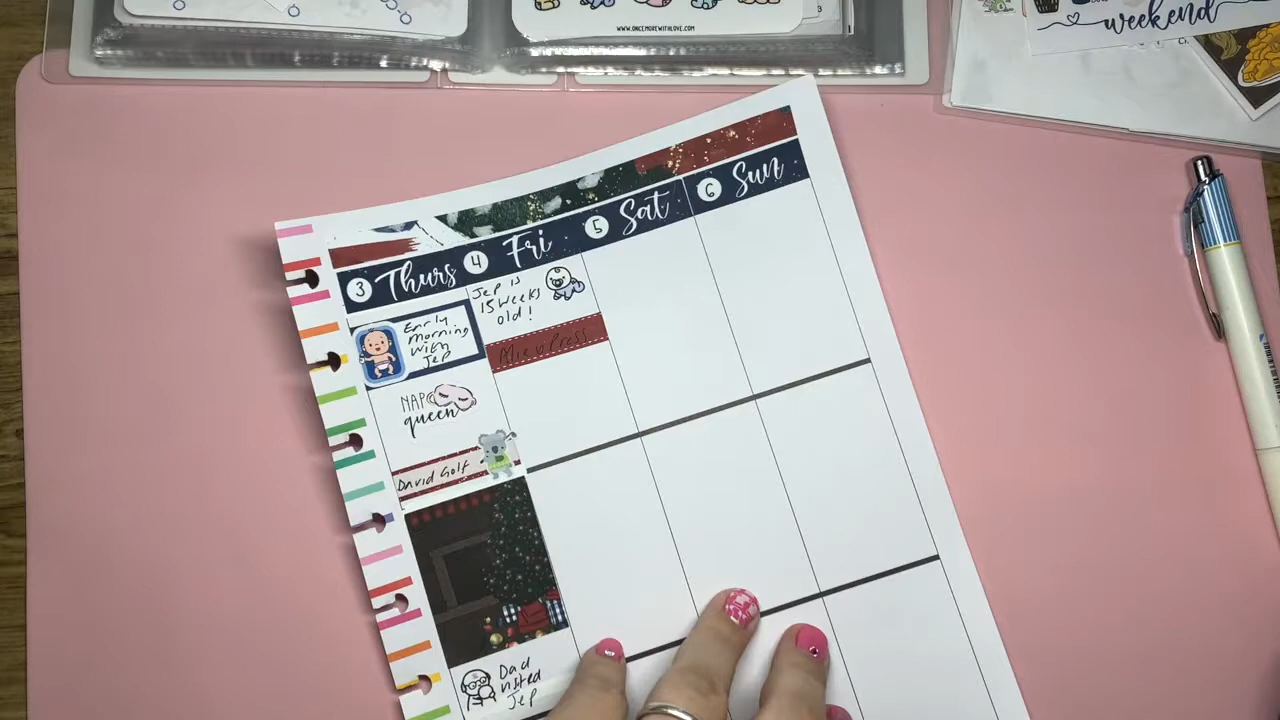 WWW.ONCEMOREWITHLOVE.COM
weekend
3 Thurs 4 Fri 5 Sat 6 Sun
Early
morning
with
Jep
NAP
queen
David Golf
Dad
visited
Jep
Jep is
15 weeks
old!